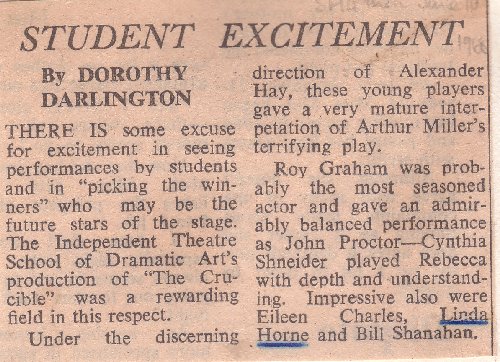 STUDENT EXCITEMENT
By DOROTHY
DARLINGTON
THERE IS some excuse
for excitement in seeing
performances by students
and in "picking the win-
ners" who may be the
future stars of the stage.
The Independent Theatre
School of Dramatic Art's
production of "The Cru-
cible" was a rewarding
field in this respect.
Under the discerning
direction of Alexander
Hay, these young players
gave a very mature inter-
petation of Arthur Miller's
terrifying play.
Roy Graham was prob-
ably the most seasoned
actor and gave an admir-
ably balanced performance
as John Proctor—Cynthia
Shneider played Rebecca
with depth and understand-
ing. Impressive also were
Eileen Charles, Linda
Horne and Bill Shanahan.